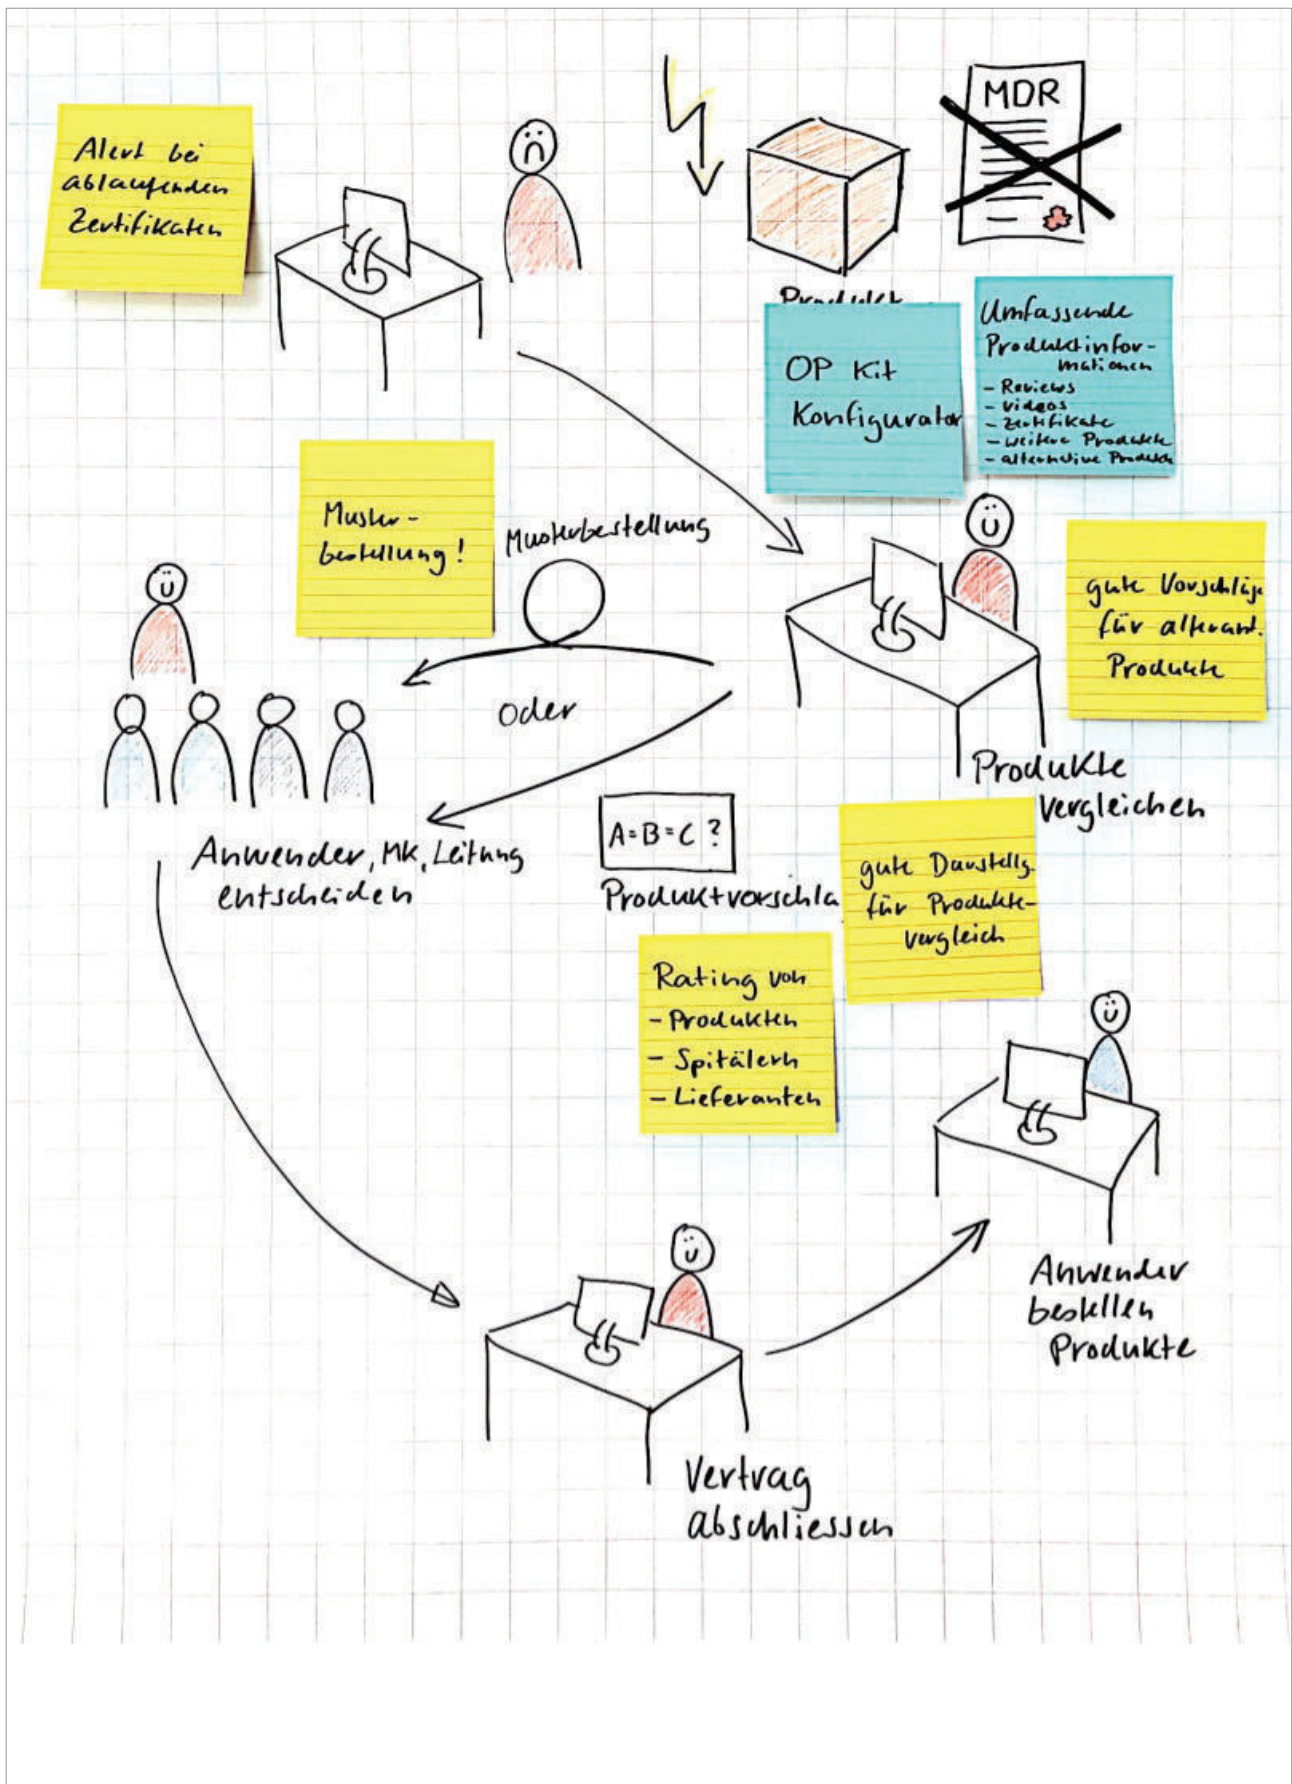 Alert bei
ablaufenden
Zertifikaten
MDR
Produkt
OP Kit
Konfigurator
Umfassende
Produktinfor-
mationen
- Reviews
- Videos
- Zertifikate
- weitere Produkte
- alternative Produkte
Muster-
bestellung!
Musterbestellung
oder
gute Vorschläge
für alternat.
Produkte
Produkte
vergleichen
Anwender, MK, Leitung
entscheiden
A=B=C?
Produktvorschla
gute Darstellg.
für Produkte-
vergleich
Rating von
- Produkten
- Spitälern
- Lieferanten
Anwender
bestellen
Produkte
Vertrag
abschliessen